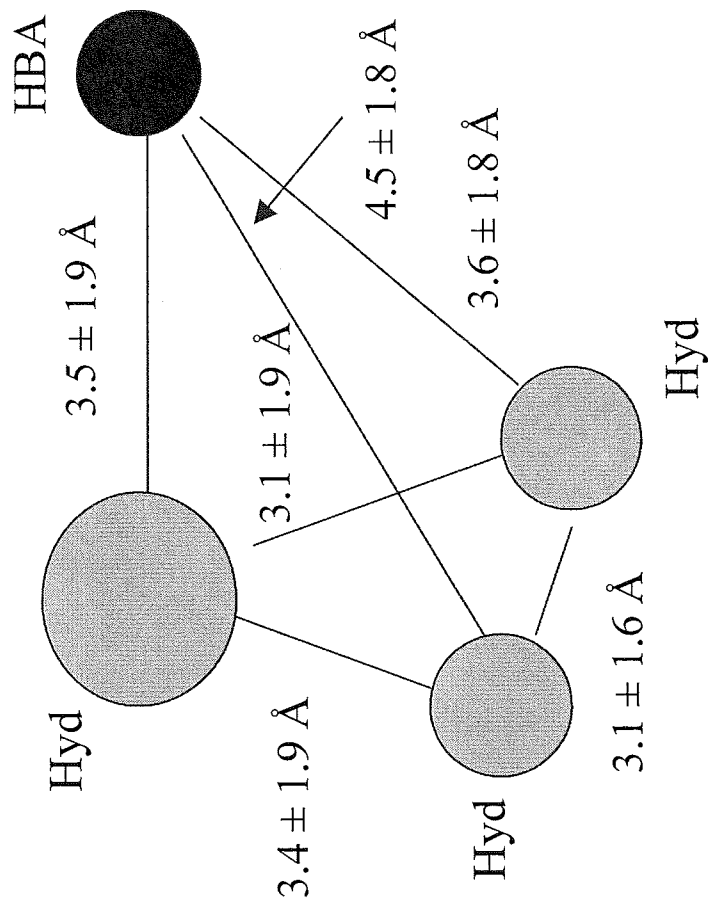 HBA
3.5 ± 1.9 Å
4.5 ± 1.8 Å
3.6 ± 1.8 Å
3.1 ± 1.9 Å
Hyd
Hyd
3.4 ± 1.9 Å
Hyd
3.1 ± 1.6 Å